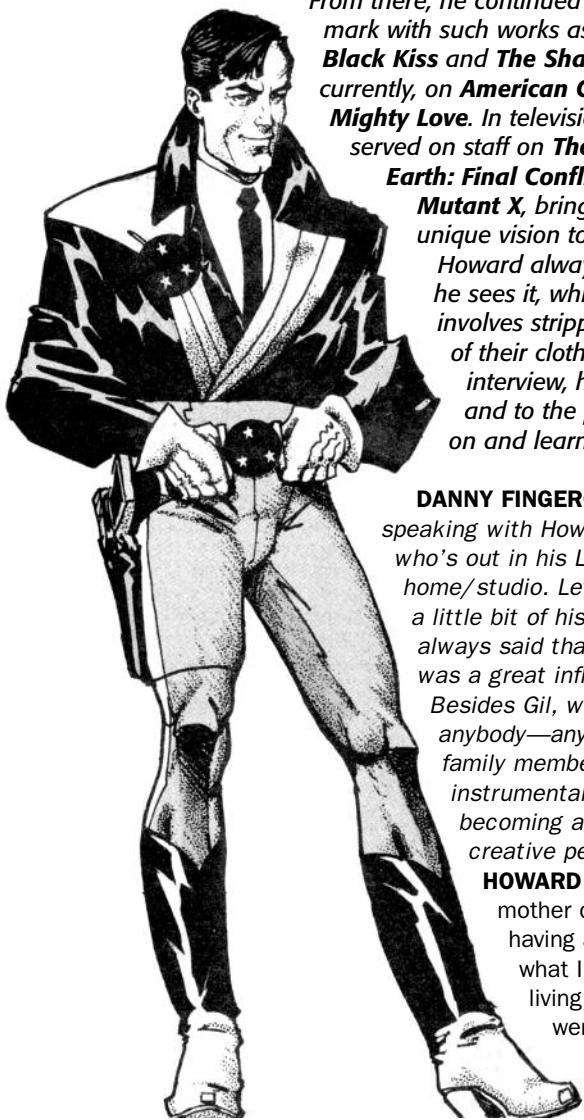 From there, he continued
mark with such works as
Black Kiss and The Sha
currently, on American
Mighty Love. In televisi
served on staff on The
Earth: Final Confl
Mutant X, bring
unique vision to
Howard alway
he sees it, whi
involves stripp
of their cloth
interview, h
and to the
on and learn
DANNY FINGER
speaking with How
who's out in his L
home/studio. Le
a little bit of his
always said tha
was a great infl
Besides Gil, w
anybody—any
family membe
instrumental
becoming a
creative pe
HOWARD
mother
having
what I
living
wer